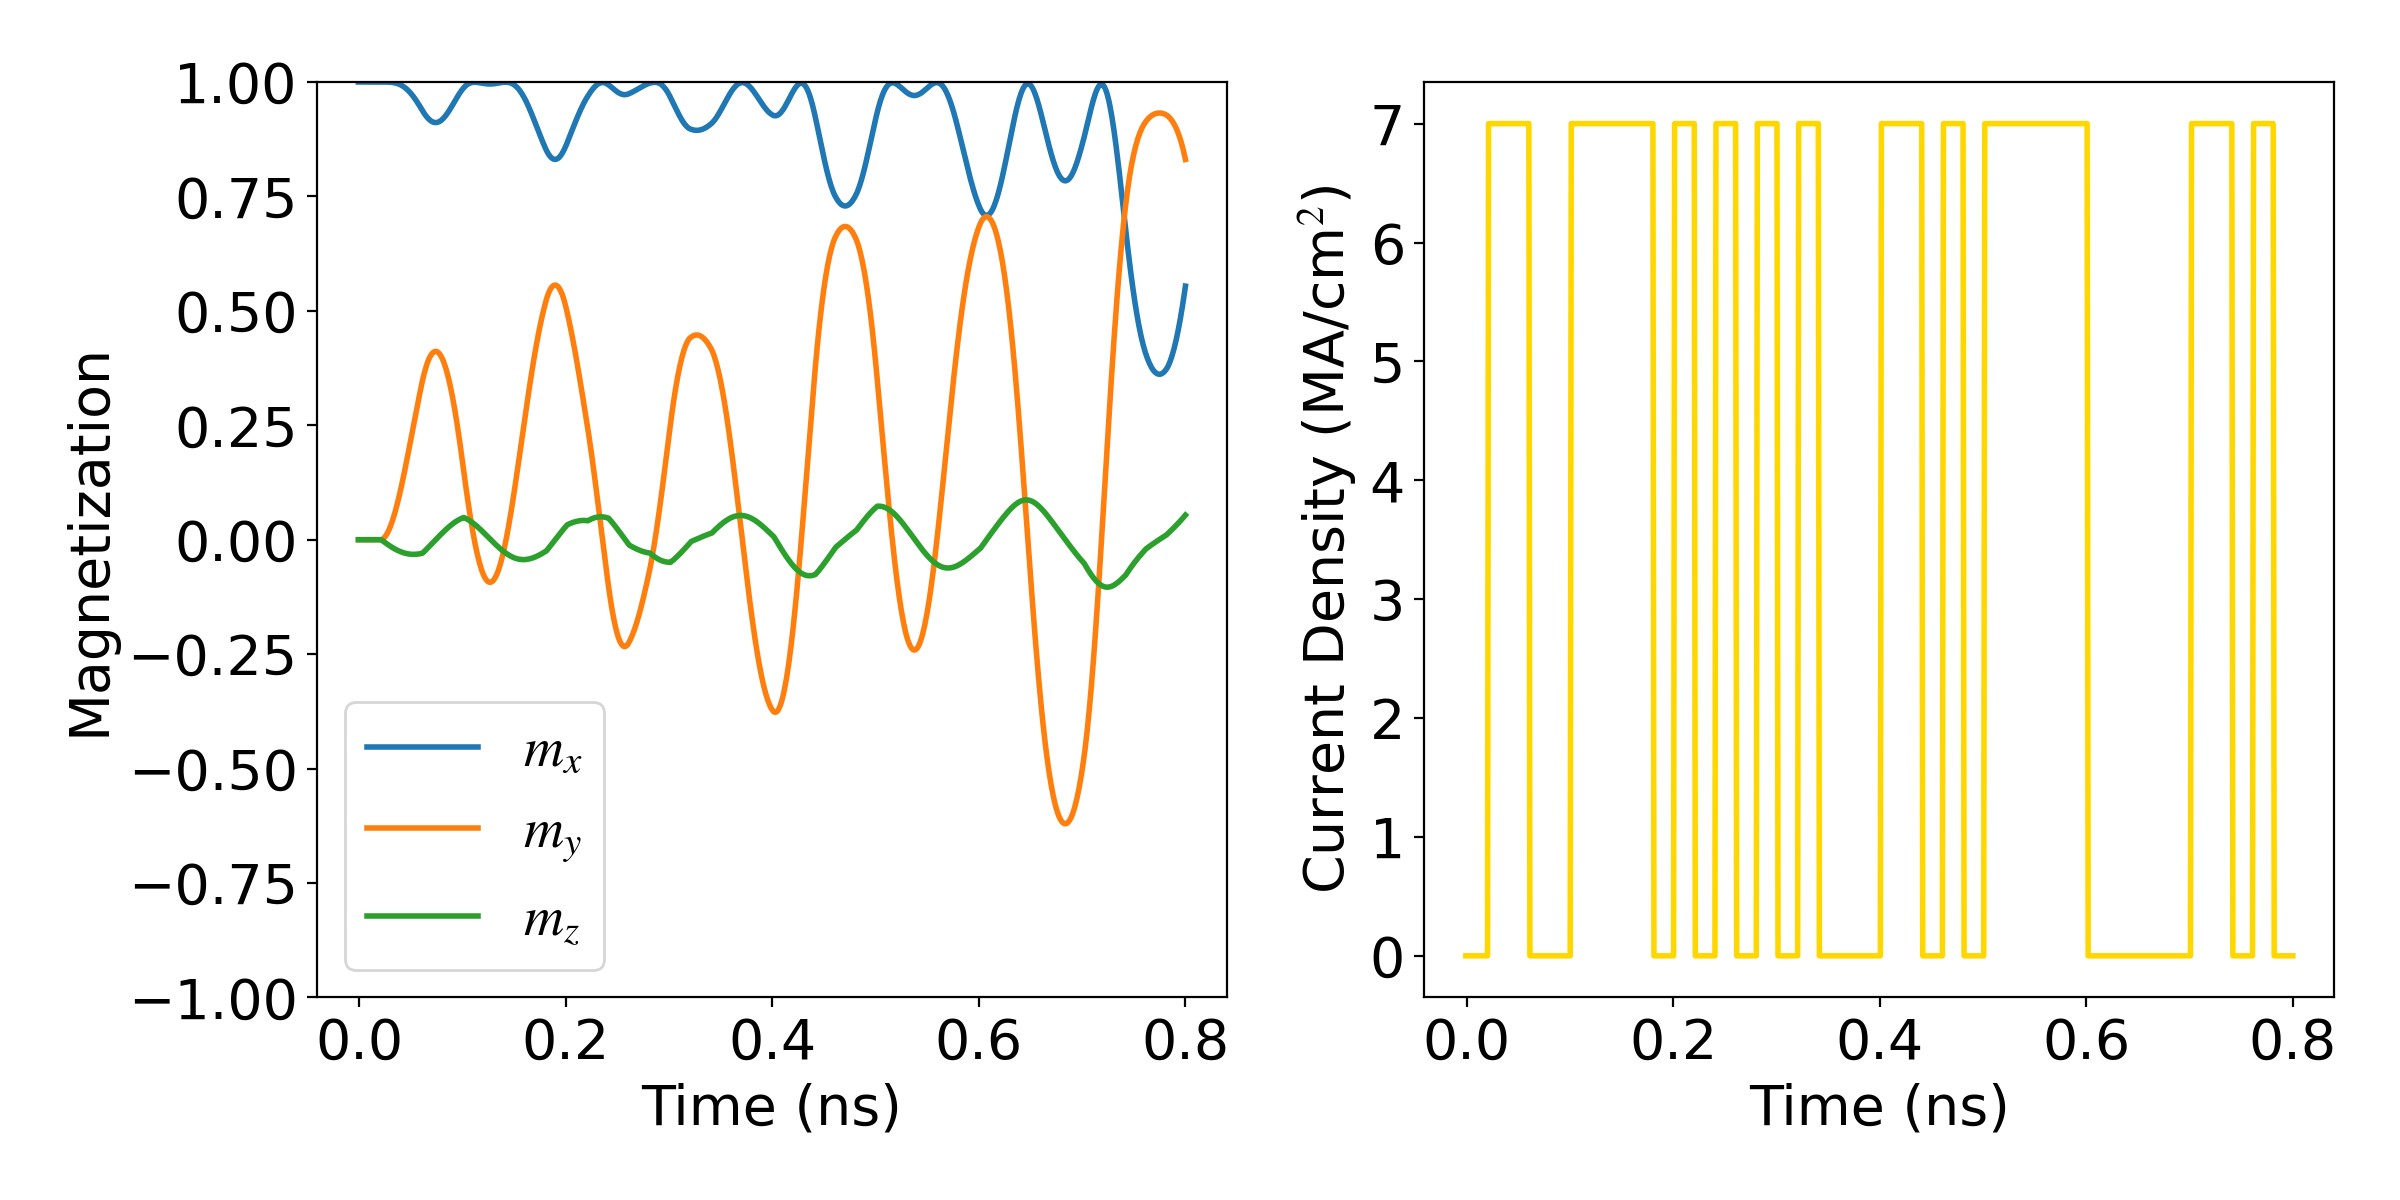 Magnetization
1.00
0.75
0.50
0.25
0.00
−0.25
−0.50
−0.75
−1.00
m_x
m_y
m_z
0.0 0.2 0.4 0.6 0.8
Time (ns)
Current Density (MA/cm²)
7
6
5
4
3
2
1
0
0.0 0.2 0.4 0.6 0.8
Time (ns)